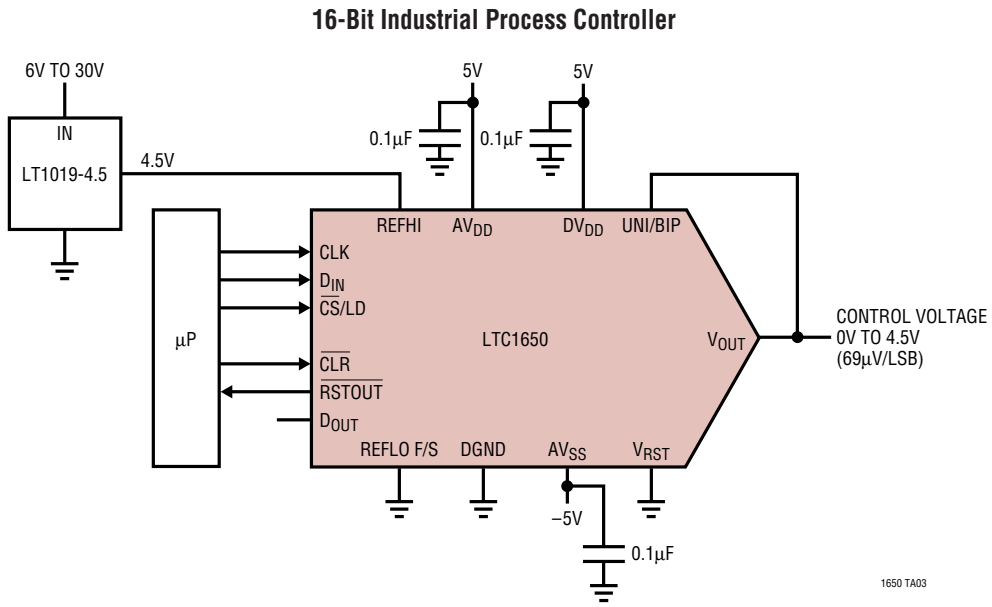 16-Bit Industrial Process Controller
6V TO 30V
IN
LT1019-4.5
4.5V
5V
0.1µF
5V
0.1µF
REFHI
AVDD
DVDD
UNI/BIP
µP
CLK
DIN
CS/LD
CLR
RSTOUT
DOUT
LTC1650
VOUT
CONTROL VOLTAGE
0V TO 4.5V
(69µV/LSB)
REFLO F/S
DGND
AVSS
VRST
–5V
0.1µF
1650 TA03